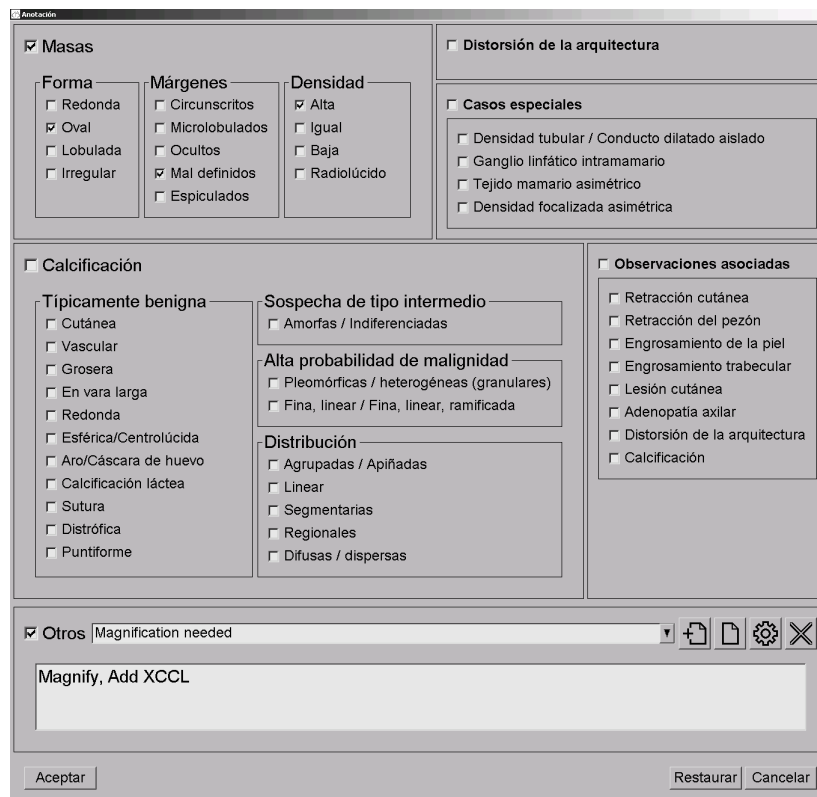 Anotación
Masas
Forma
Redonda
Oval
Lobulada
Irregular
Márgenes
Circunscritos
Microlobulados
Ocultos
Mal definidos
Espiculados
Densidad
Alta
Igual
Baja
Radiolúcido
Distorsión de la arquitectura
Casos especiales
Densidad tubular / Conducto dilatado aislado
Ganglio linfático intramamario
Tejido mamario asimétrico
Densidad focalizada asimétrica
Calcificación
Típicamente benigna
Cutánea
Vascular
Grosera
En vara larga
Redonda
Esférica/Centrolúcida
Aro/Cáscara de huevo
Calcificación láctea
Sutura
Distrófica
Puntiforme
Sospecha de tipo intermedio
Amorfas / Indiferenciadas
Alta probabilidad de malignidad
Pleomórficas / heterogéneas (granulares)
Fina, linear / Fina, linear, ramificada
Distribución
Agrupadas / Apiñadas
Linear
Segmentarias
Regionales
Difusas / dispersas
Observaciones asociadas
Retracción cutánea
Retracción del pezón
Engrosamiento de la piel
Engrosamiento trabecular
Lesión cutánea
Adenopatía axilar
Distorsión de la arquitectura
Calcificación
Otros Magnification needed
Magnify, Add XCCL
Aceptar Restaurar Cancelar